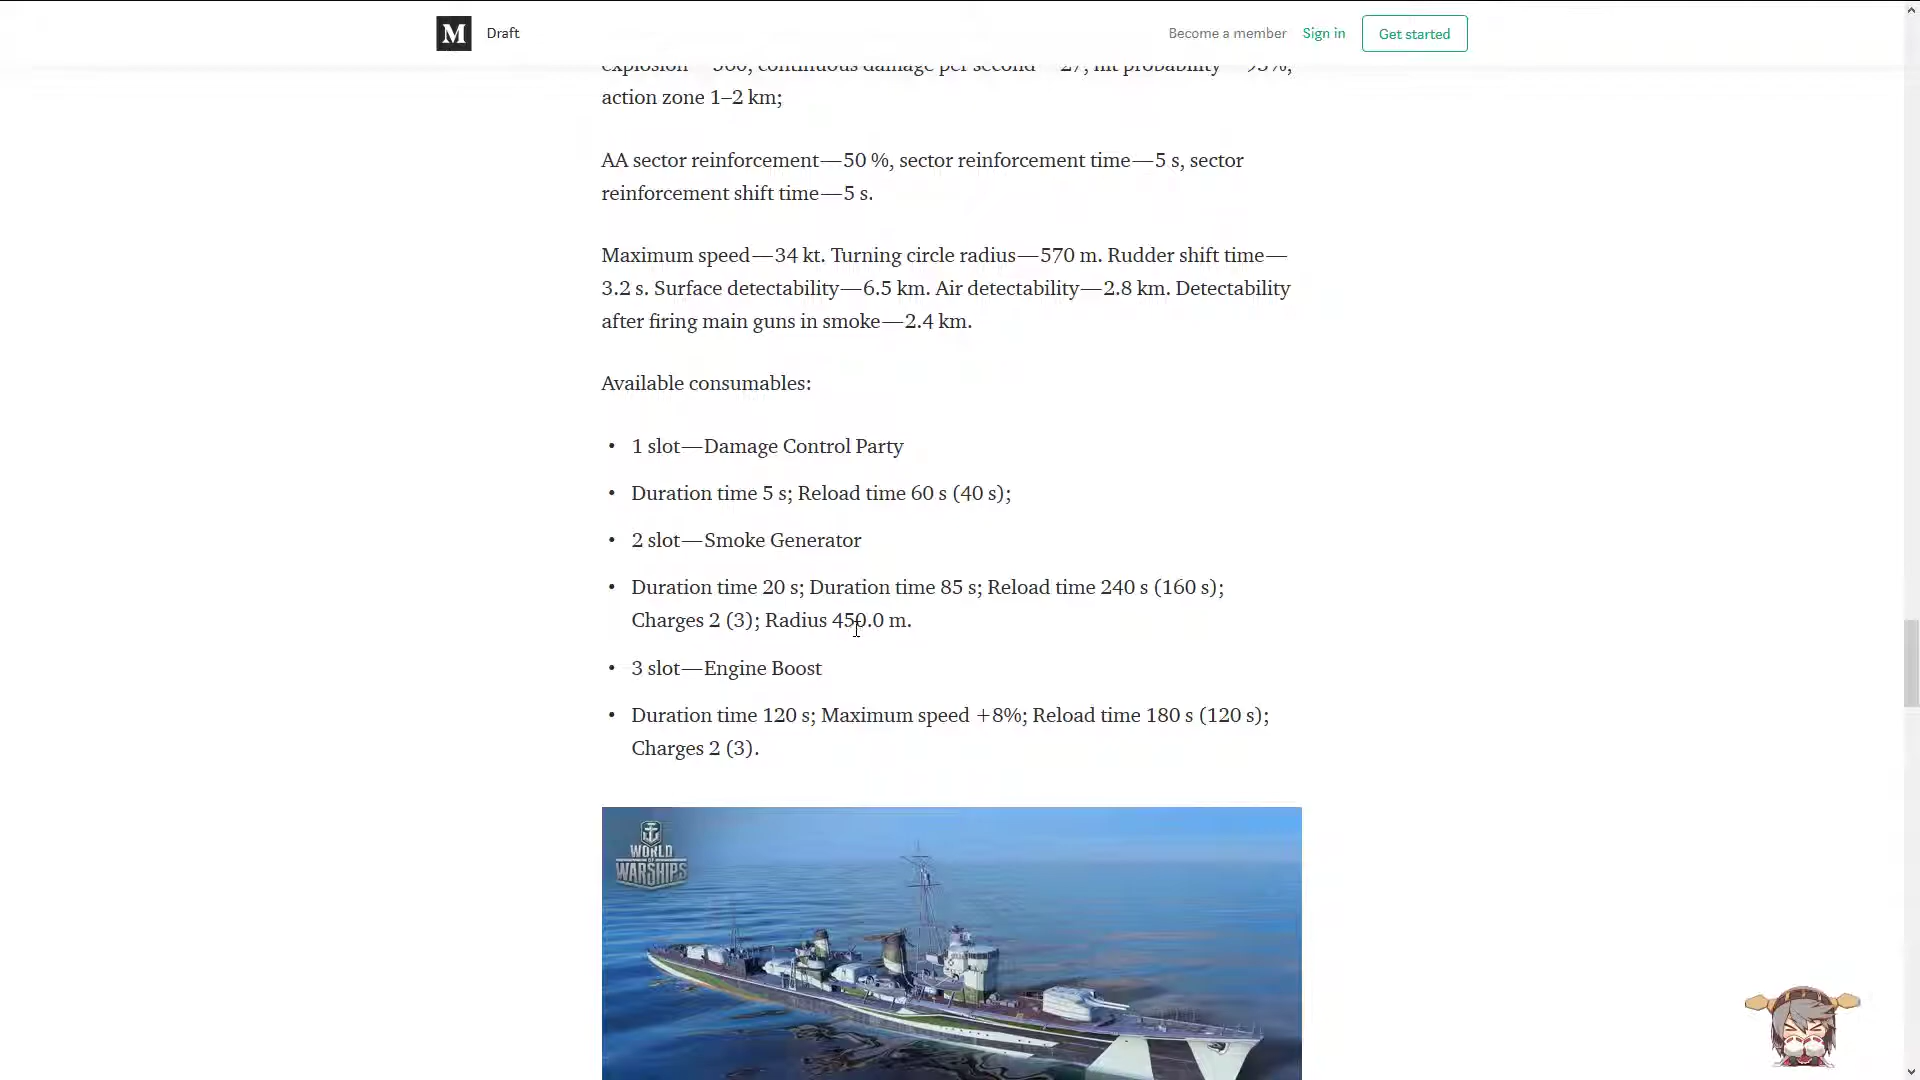 M Draft Become a member Sign in Get started
explosion — 360, continuous damage per second — 27, hit probability — 95%,
action zone 1–2 km;
AA sector reinforcement — 50 %, sector reinforcement time — 5 s, sector
reinforcement shift time — 5 s.
Maximum speed — 34 kt. Turning circle radius — 570 m. Rudder shift time —
3.2 s. Surface detectability — 6.5 km. Air detectability — 2.8 km. Detectability
after firing main guns in smoke — 2.4 km.
Available consumables:
• 1 slot — Damage Control Party
• Duration time 5 s; Reload time 60 s (40 s);
• 2 slot — Smoke Generator
• Duration time 20 s; Duration time 85 s; Reload time 240 s (160 s);
Charges 2 (3); Radius 450.0 m.
• 3 slot — Engine Boost
• Duration time 120 s; Maximum speed +8%; Reload time 180 s (120 s);
Charges 2 (3).
WORLD
OF
WARSHIPS